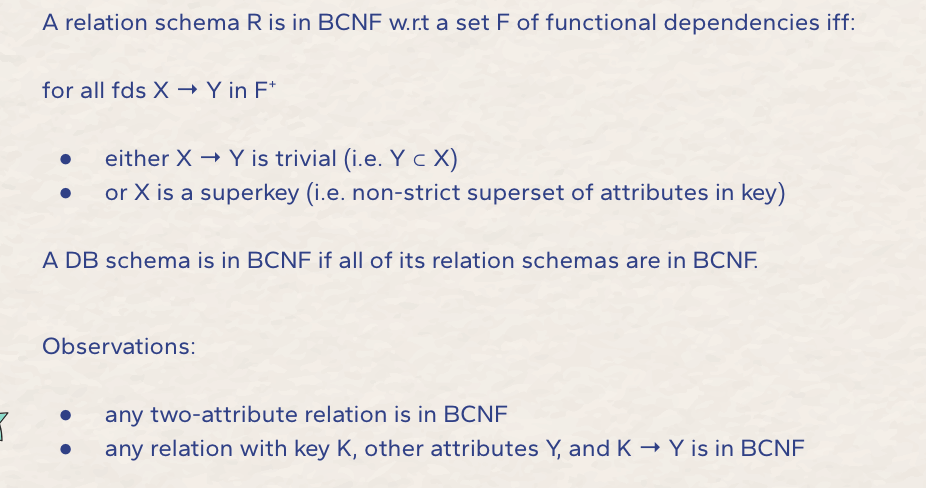 A relation schema R is in BCNF w.r.t a set F of functional dependencies iff:
for all fds X → Y in F⁺
● either X → Y is trivial (i.e. Y ⊂ X)
● or X is a superkey (i.e. non-strict superset of attributes in key)
A DB schema is in BCNF if all of its relation schemas are in BCNF.
Observations:
● any two-attribute relation is in BCNF
● any relation with key K, other attributes Y, and K → Y is in BCNF